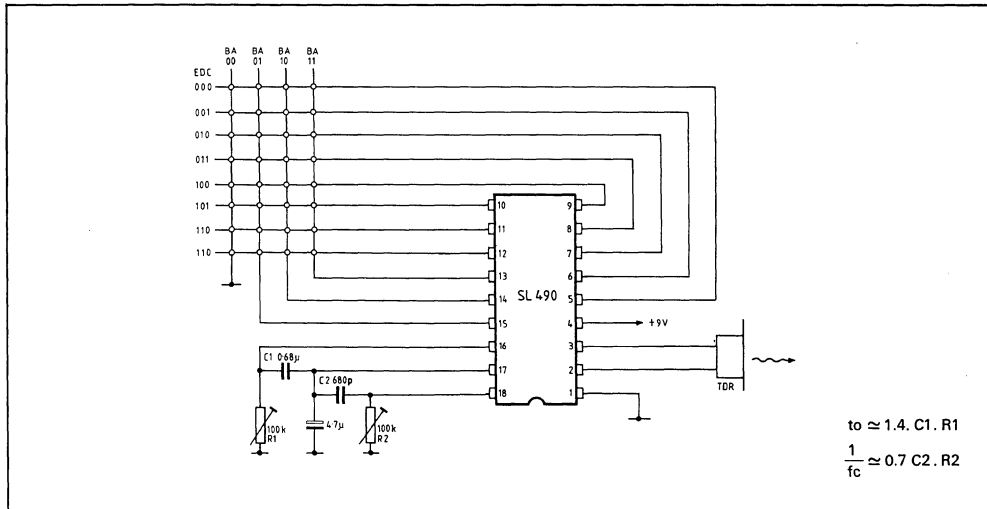 BA BA BA BA
00 01 10 11
EDC
000
001
010
011
100
101
110
110
10 9
11 8
12 7
13 6
14 SL 490 5
15 4 +9V
16 3
17 2
18 1
TDR
C1 0·68µ
C2 680p
100k
R1
4·7µ
100k
R2
to ≃ 1.4. C1. R1
1/fc ≃ 0.7 C2. R2